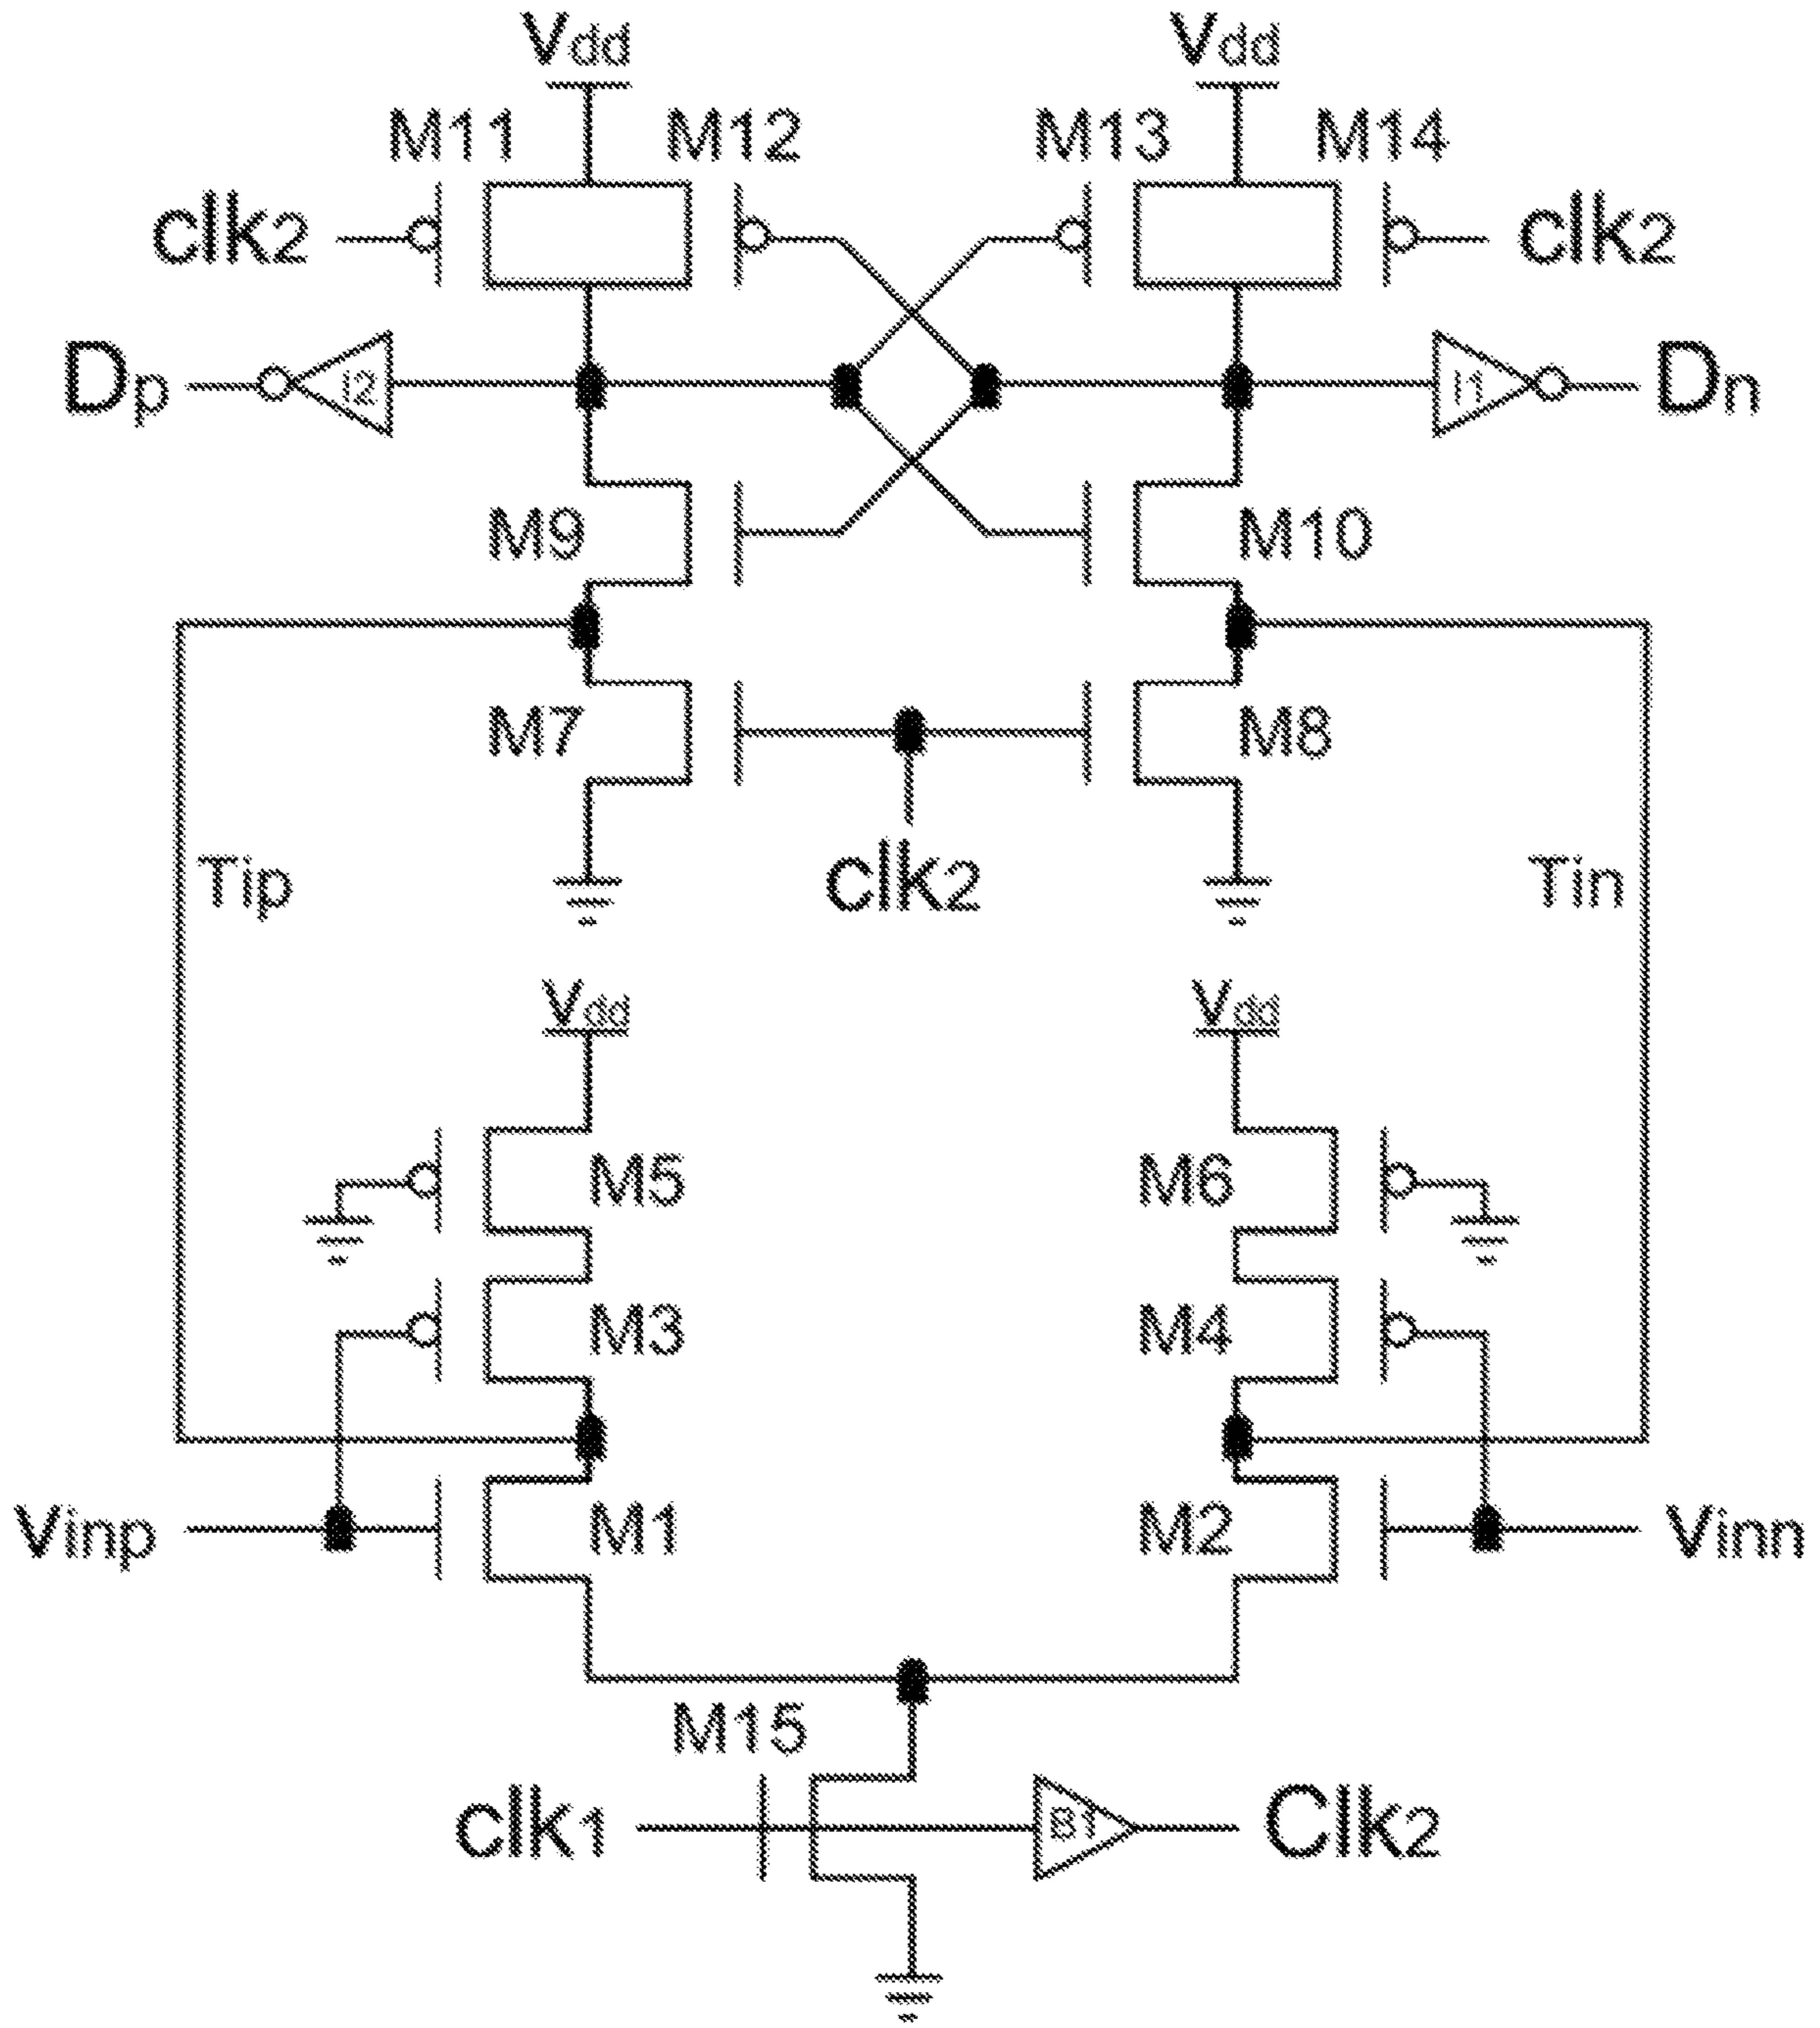 Vdd Vdd
M11 M12 M13 M14
clk2 clk2
Dp I2 I1 Dn
M9 M10
M7 M8
Tip clk2 Tin
Vdd Vdd
M5 M6
M3 M4
Vinp M1 M2 Vinn
M15
clk1 B1 Clk2